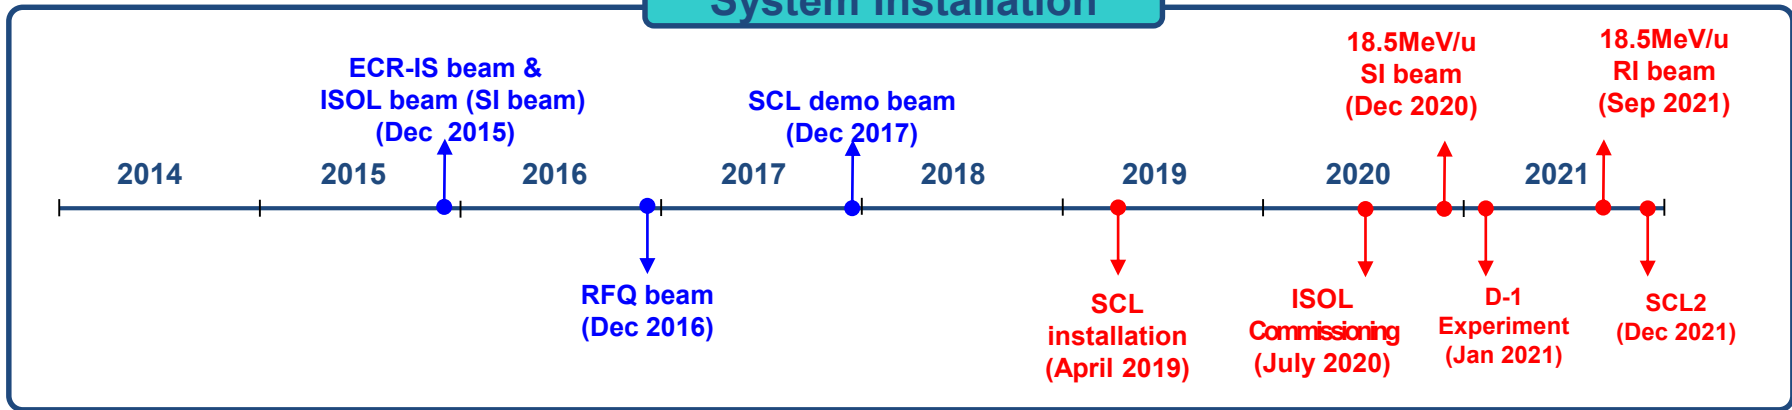 System Installation
ECR-IS beam &
ISOL beam (SI beam)
(Dec 2015)
SCL demo beam
(Dec 2017)
18.5MeV/u
SI beam
(Dec 2020)
18.5MeV/u
RI beam
(Sep 2021)
2014
2015
2016
2017
2018
2019
2020
2021
RFQ beam
(Dec 2016)
SCL
installation
(April 2019)
ISOL
Commissioning
(July 2020)
D-1
Experiment
(Jan 2021)
SCL2
(Dec 2021)